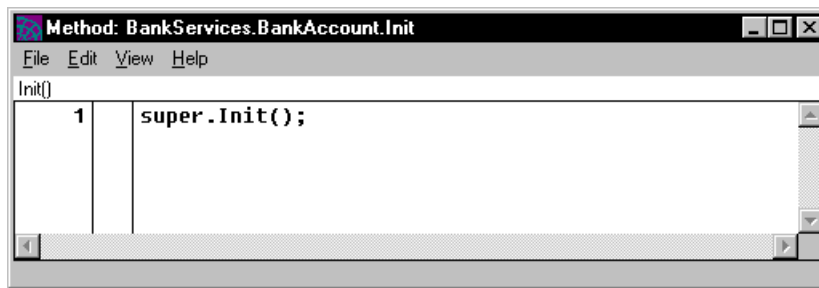 Method: BankServices.BankAccount.Init
File Edit View Help
Init()
1 super.Init();